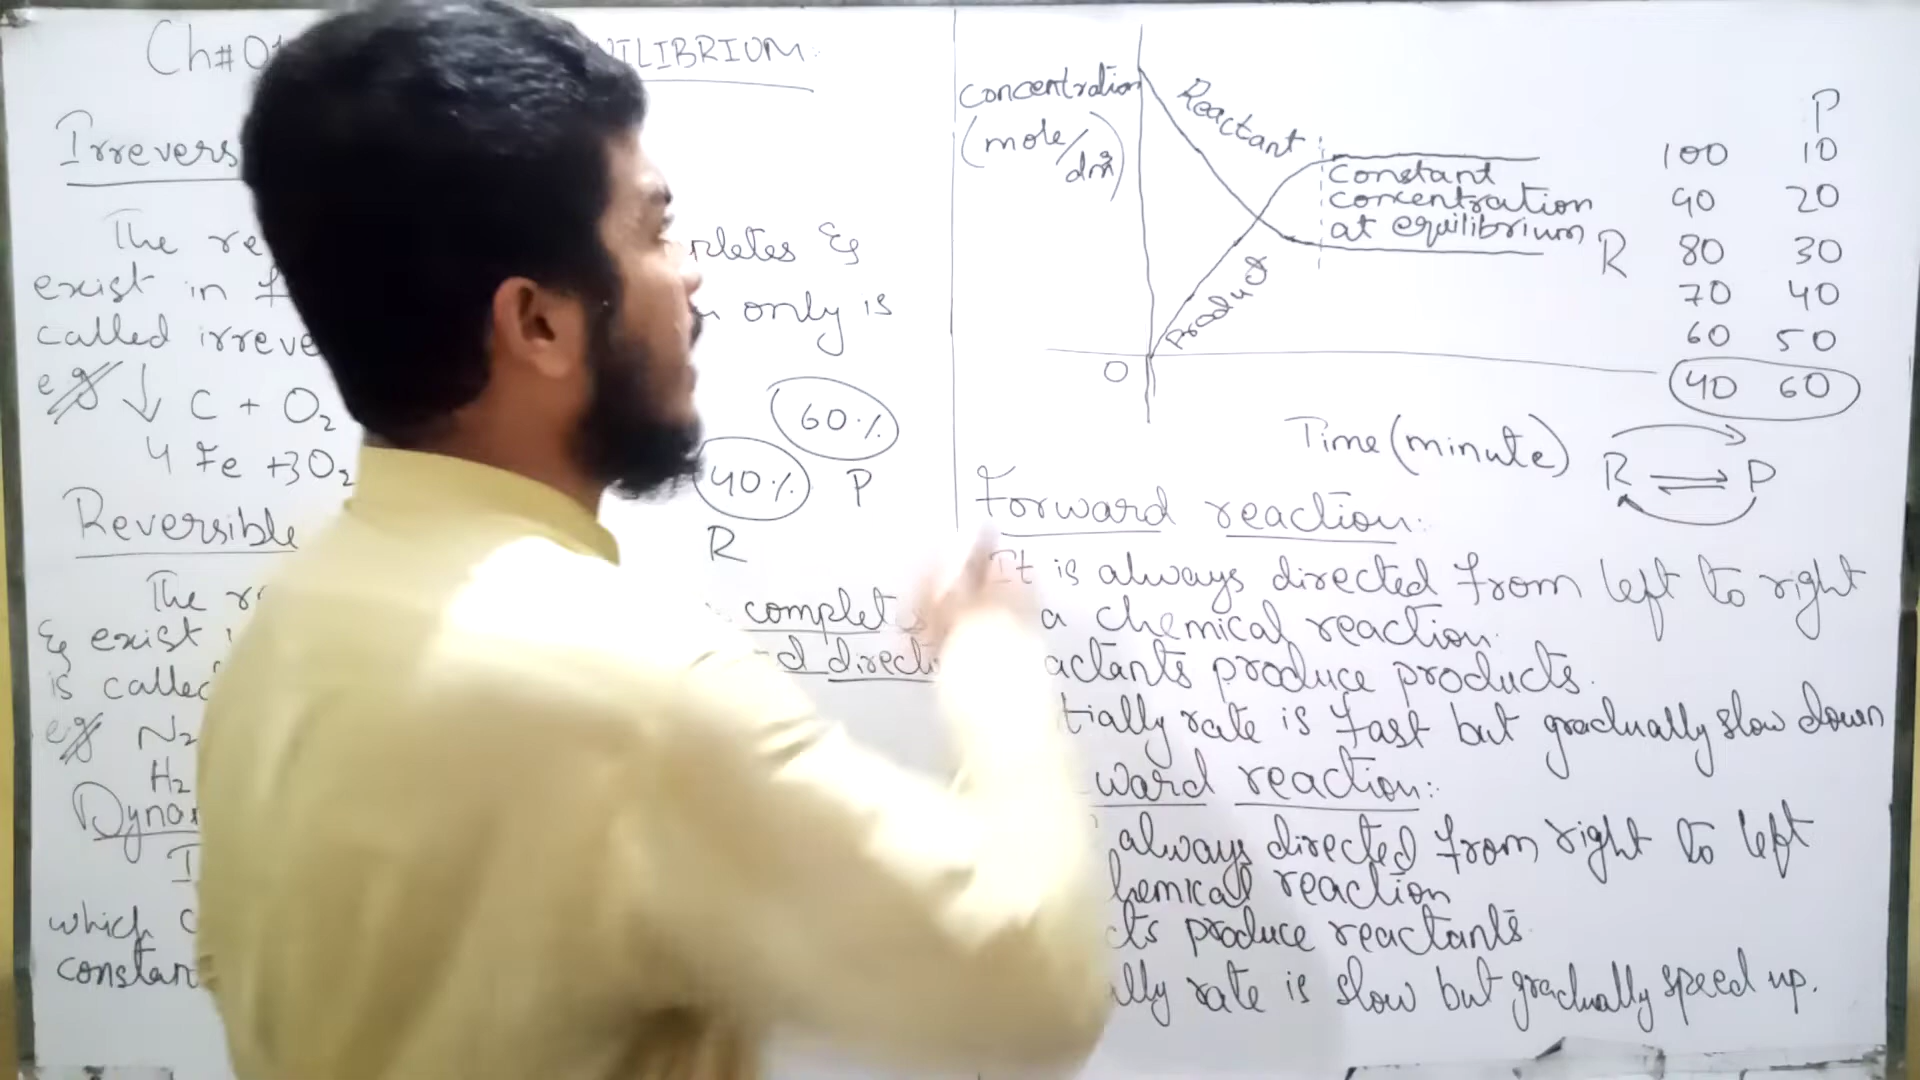 Ch#01
UILIBRIUM:
Irrevers
The re
pletes &
exist in
only is
called irreve
eg ↓ C + O2
4 Fe + 3O2
60%
40% P
R
Reversible
The
complet
& exist
d directi
is called
eg N2
H2
Dynam
which
constan
Concentration
(mole/dm3)
Reactant
Product
Constant
concentration
at equilibrium
0
Time (minute)
P
100 10
90 20
R 80 30
70 40
60 50
40 60
R ⇌ P
Forward reaction:
It is always directed from left to right
a chemical reaction.
actants produce products.
tially rate is fast but gradually slow down
ward reaction:
always directed from right to left
hemical reaction
cts produce reactants
ally rate is slow but gradually speed up.